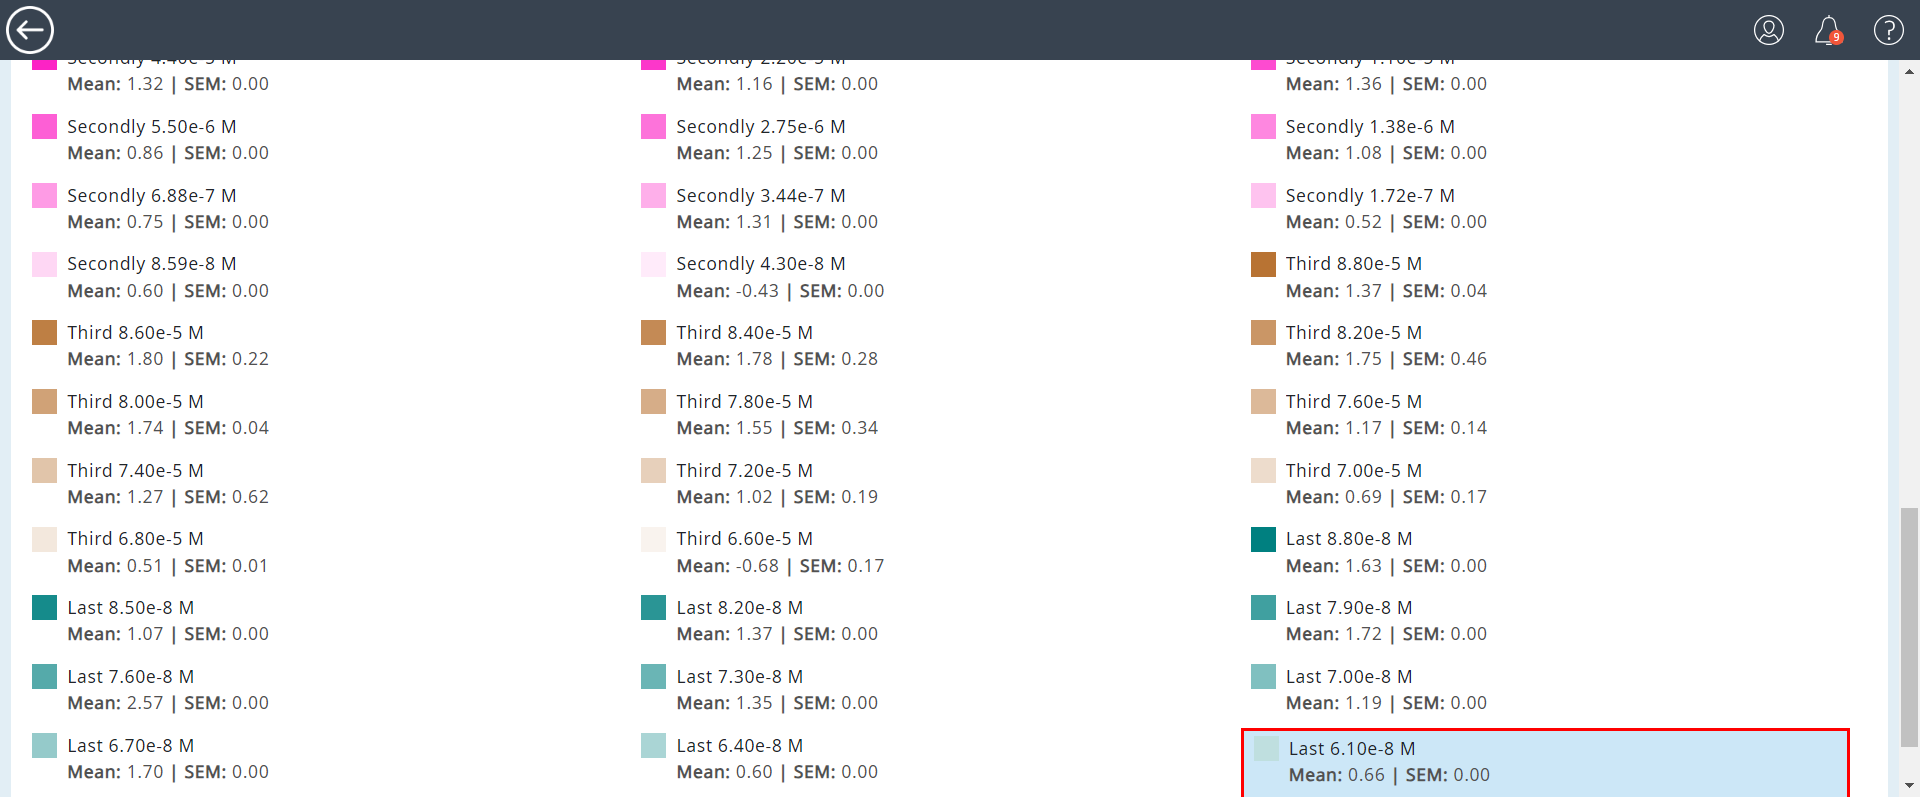 9
Secondly 4.40e-5 M
Secondly 2.20e-5 M
Secondly 1.10e-5 M
Mean: 1.32 | SEM: 0.00
Mean: 1.16 | SEM: 0.00
Mean: 1.36 | SEM: 0.00
Secondly 5.50e-6 M
Secondly 2.75e-6 M
Secondly 1.38e-6 M
Mean: 0.86 | SEM: 0.00
Mean: 1.25 | SEM: 0.00
Mean: 1.08 | SEM: 0.00
Secondly 6.88e-7 M
Secondly 3.44e-7 M
Secondly 1.72e-7 M
Mean: 0.75 | SEM: 0.00
Mean: 1.31 | SEM: 0.00
Mean: 0.52 | SEM: 0.00
Secondly 8.59e-8 M
Secondly 4.30e-8 M
Third 8.80e-5 M
Mean: 0.60 | SEM: 0.00
Mean: -0.43 | SEM: 0.00
Mean: 1.37 | SEM: 0.04
Third 8.60e-5 M
Third 8.40e-5 M
Third 8.20e-5 M
Mean: 1.80 | SEM: 0.22
Mean: 1.78 | SEM: 0.28
Mean: 1.75 | SEM: 0.46
Third 8.00e-5 M
Third 7.80e-5 M
Third 7.60e-5 M
Mean: 1.74 | SEM: 0.04
Mean: 1.55 | SEM: 0.34
Mean: 1.17 | SEM: 0.14
Third 7.40e-5 M
Third 7.20e-5 M
Third 7.00e-5 M
Mean: 1.27 | SEM: 0.62
Mean: 1.02 | SEM: 0.19
Mean: 0.69 | SEM: 0.17
Third 6.80e-5 M
Third 6.60e-5 M
Last 8.80e-8 M
Mean: 0.51 | SEM: 0.01
Mean: -0.68 | SEM: 0.17
Mean: 1.63 | SEM: 0.00
Last 8.50e-8 M
Last 8.20e-8 M
Last 7.90e-8 M
Mean: 1.07 | SEM: 0.00
Mean: 1.37 | SEM: 0.00
Mean: 1.72 | SEM: 0.00
Last 7.60e-8 M
Last 7.30e-8 M
Last 7.00e-8 M
Mean: 2.57 | SEM: 0.00
Mean: 1.35 | SEM: 0.00
Mean: 1.19 | SEM: 0.00
Last 6.70e-8 M
Last 6.40e-8 M
Last 6.10e-8 M
Mean: 1.70 | SEM: 0.00
Mean: 0.60 | SEM: 0.00
Mean: 0.66 | SEM: 0.00